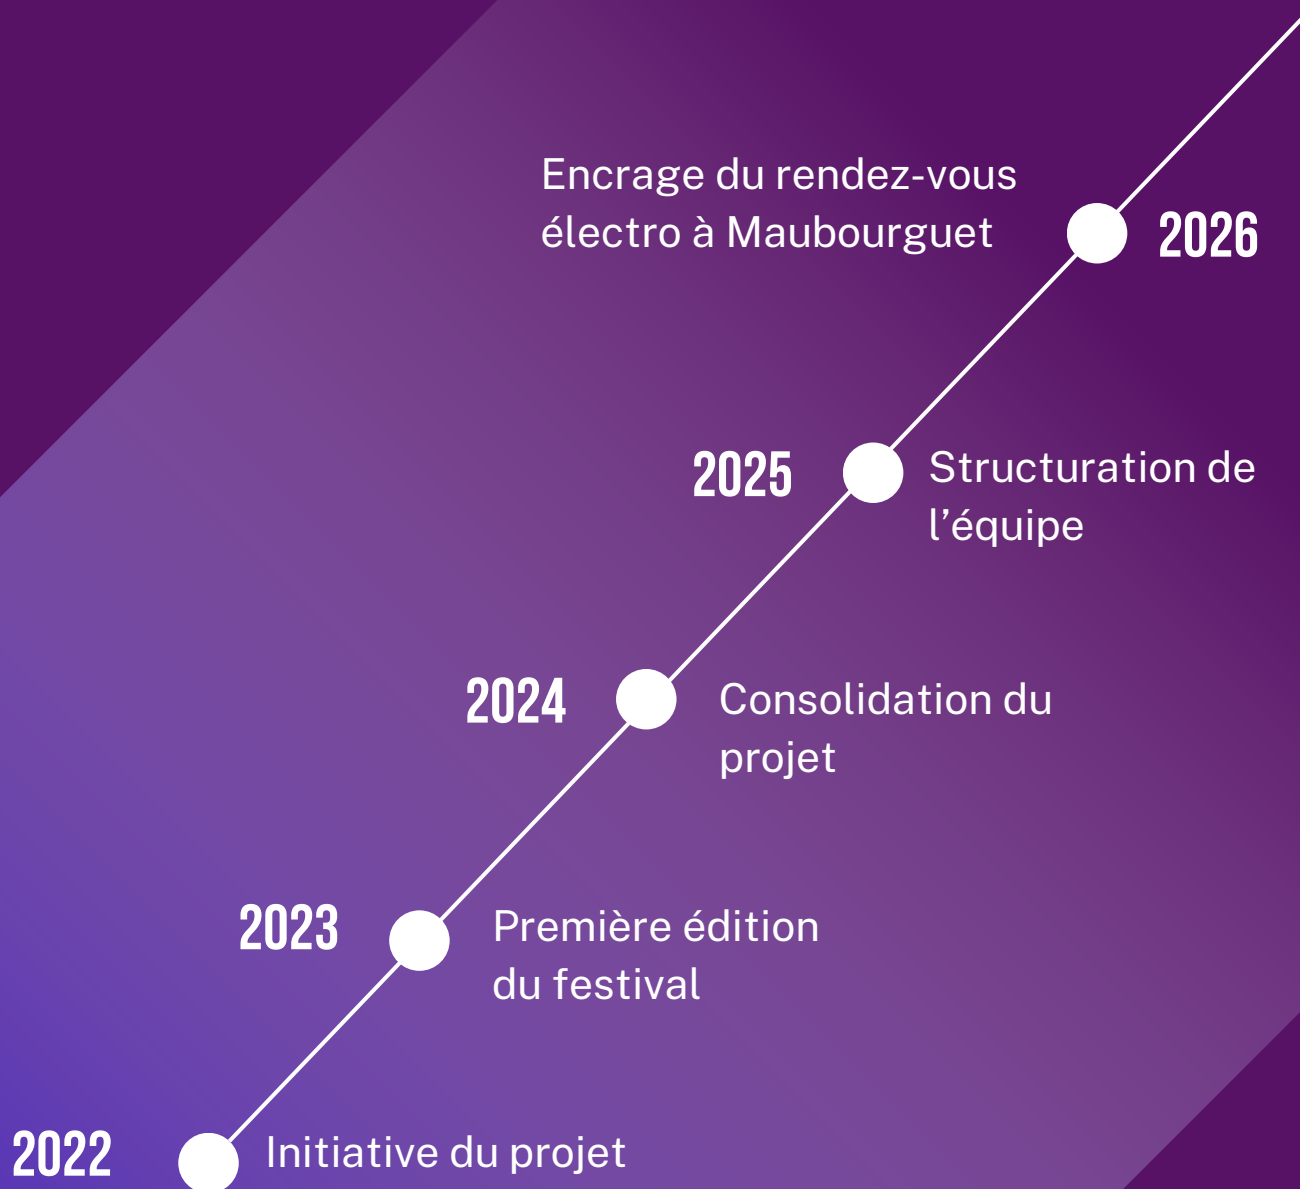 Encrage du rendez-vous
électro à Maubourguet
2026
2025
Structuration de
l’équipe
2024
Consolidation du
projet
2023
Première édition
du festival
2022
Initiative du projet